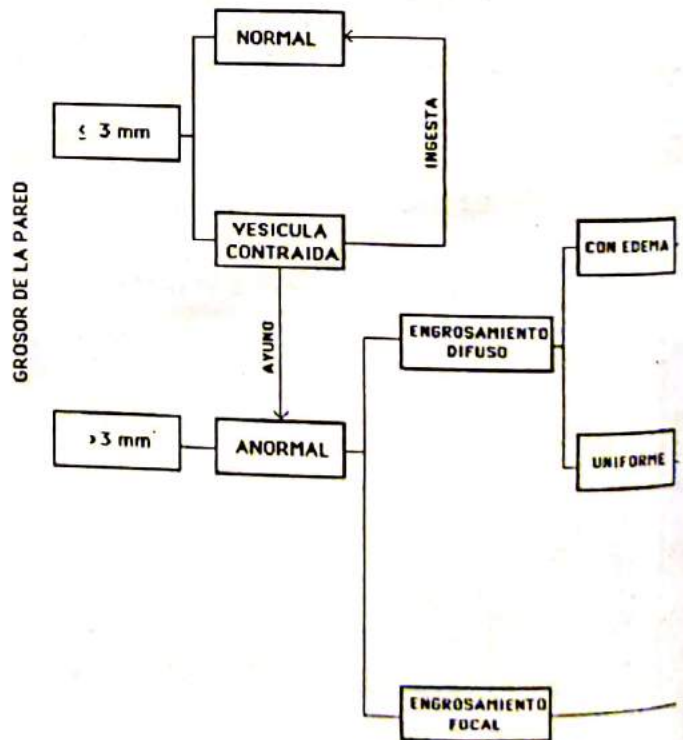 NORMAL
≤ 3 mm
INGESTA
VESICULA
CONTRAIDA
GROSOR DE LA PARED
AYUNO
CON EDEMA
ENGROSAMIENTO
DIFUSO
>3 mm
ANORMAL
UNIFORME
ENGROSAMIENTO
FOCAL